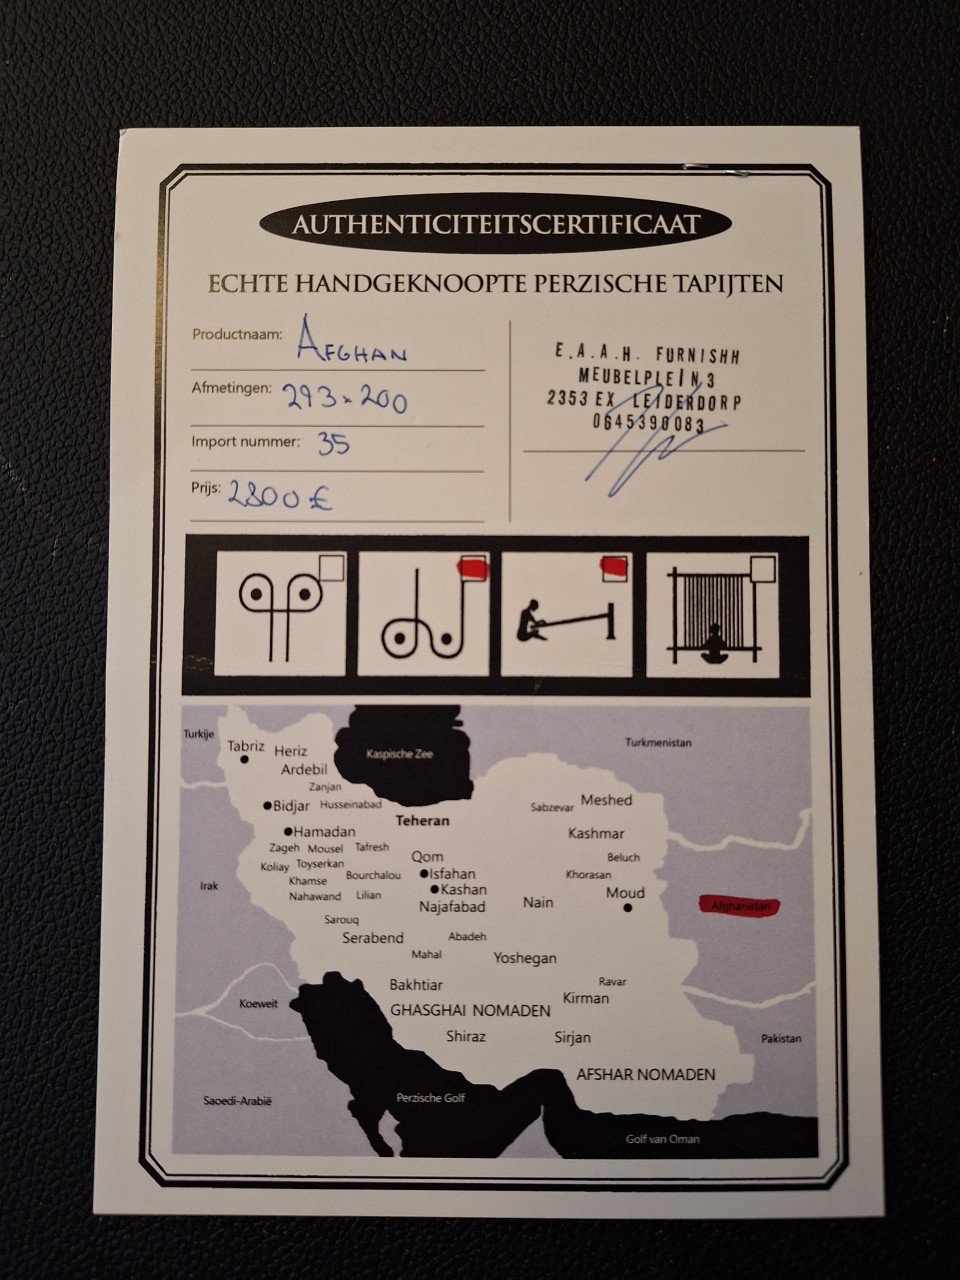 AUTHENTICITEITSCERTIFICAAT
ECHTE HANDGEKNOOPTE PERZISCHE TAPIJTEN
Productnaam: AFGHAN
Afmetingen: 293 x 200
Import nummer: 35
Prijs: 2800 €
E.A.A.H. FURNISHH
MEUBELPLEIN 3
2353 EX LEIDERDORP
0645390083
Turkije
Tabriz
Heriz
Ardebil
Zanjan
Kaspische Zee
Turkmenistan
Bidjar
Husseinabad
Teheran
Sabzevar
Meshed
Hamadan
Kashmar
Zageh
Mousel
Tafresh
Koliay
Toyserkan
Qom
Beluch
Khamse
Bourchalou
Isfahan
Khorasan
Irak
Nahawand
Lilian
Kashan
Moud
Najafabad
Nain
Afghanistan
Sarouq
Serabend
Abadeh
Mahal
Yoshegan
Bakhtiar
Ravar
Koeweit
Kirman
GHASGHAI NOMADEN
Shiraz
Sirjan
Pakistan
AFSHAR NOMADEN
Saoedi-Arabië
Perzische Golf
Golf van Oman